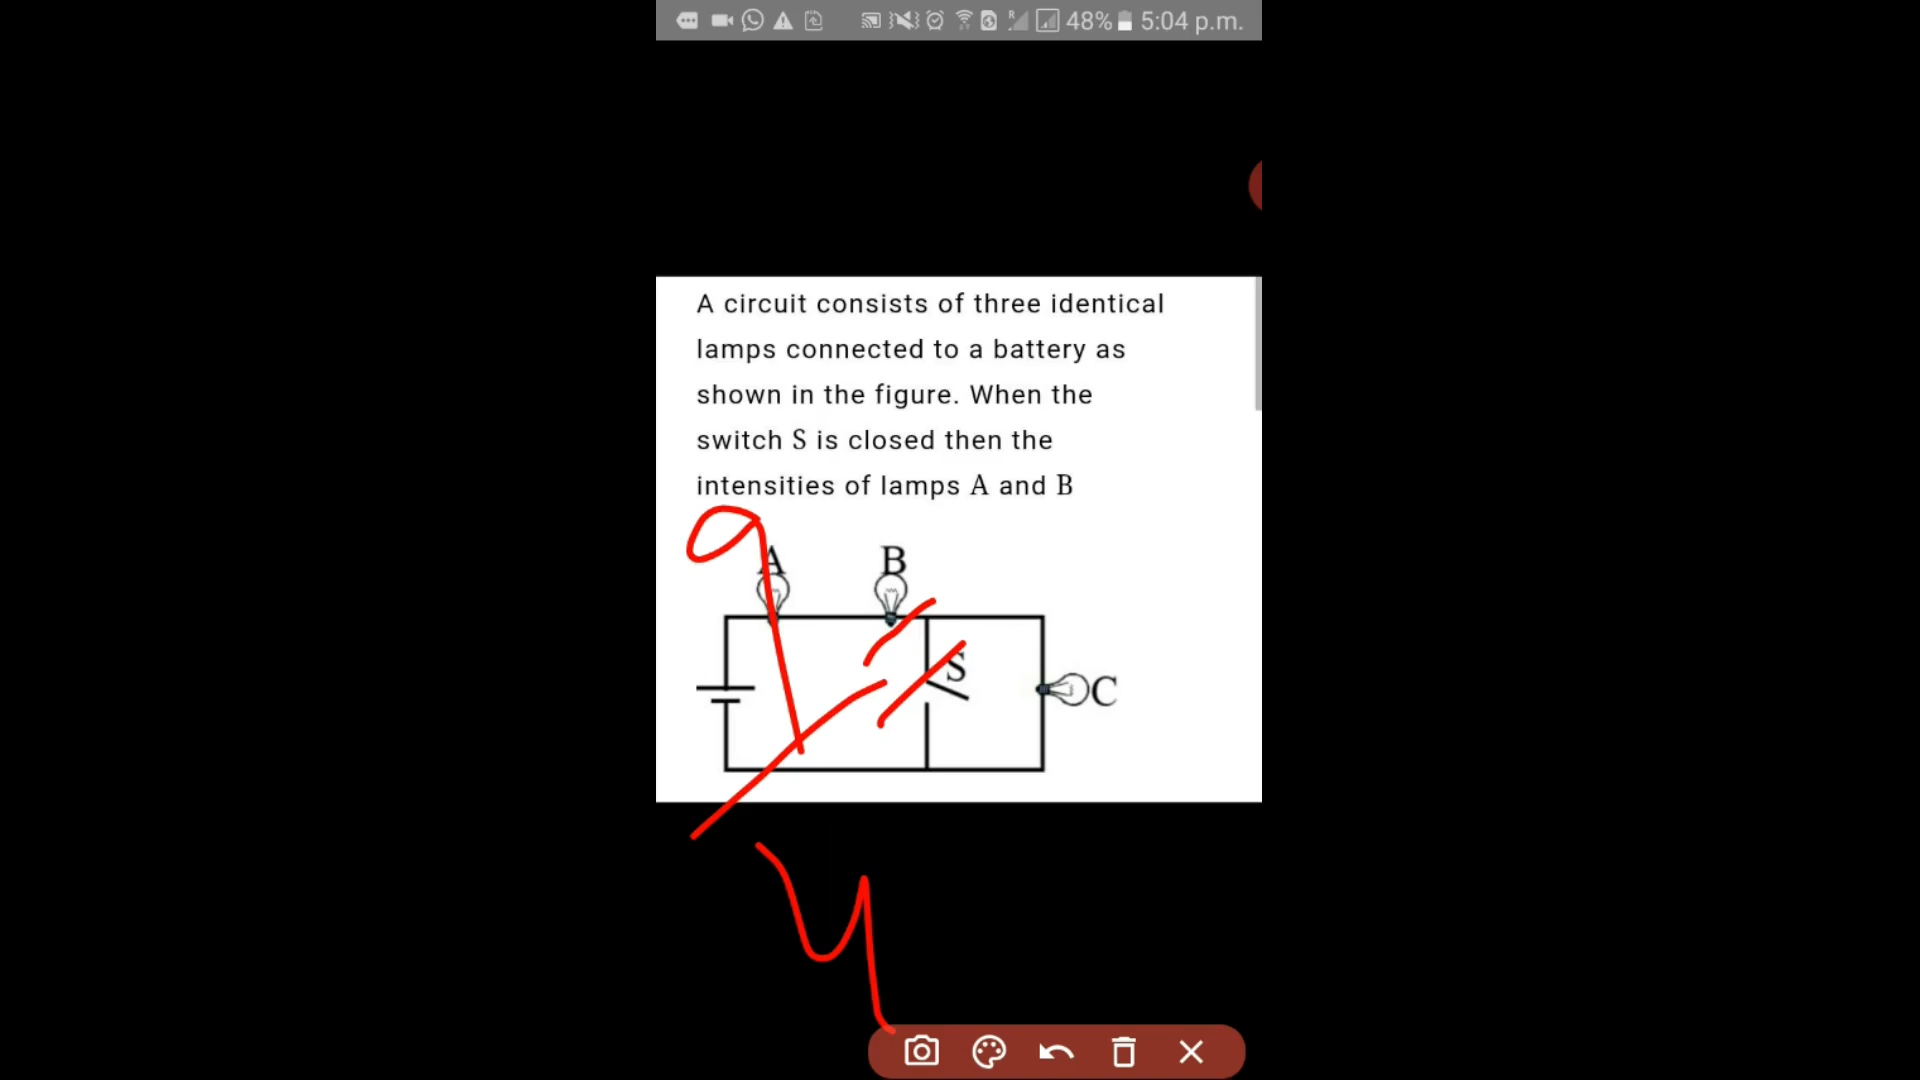 48% 5:04 p.m.
A circuit consists of three identical
lamps connected to a battery as
shown in the figure. When the
switch S is closed then the
intensities of lamps A and B
A B
S
C